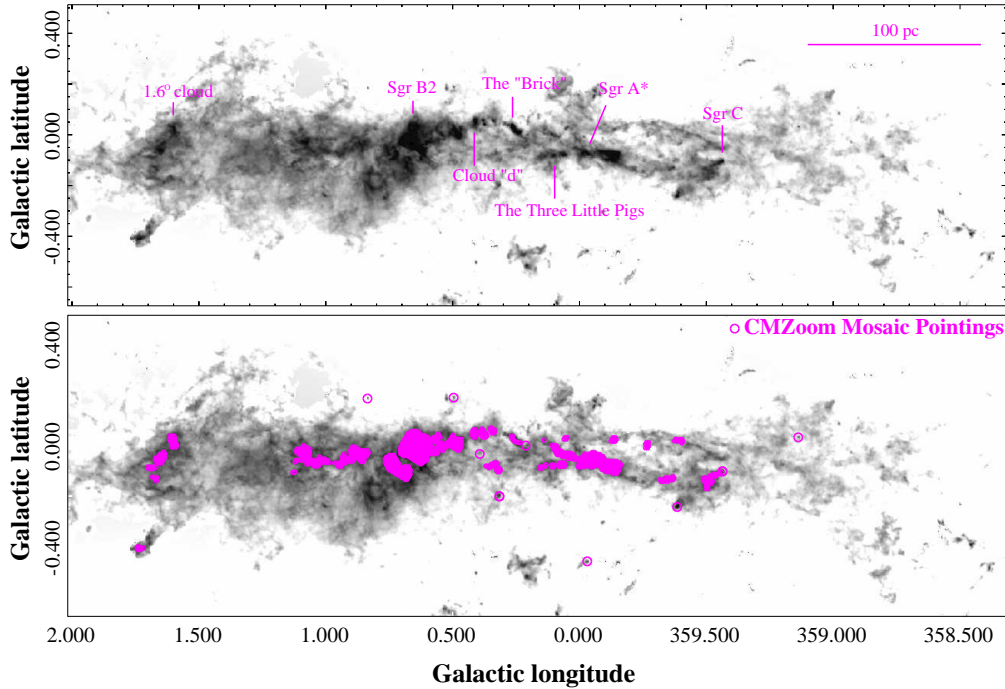 0.400
0.000
-0.400
Galactic latitude
100 pc
1.6° cloud
Sgr B2
The "Brick"
Sgr A*
Sgr C
Cloud "d"
The Three Little Pigs
CMZoom Mosaic Pointings
0.400
0.000
-0.400
Galactic latitude
2.000 1.500 1.000 0.500 0.000 359.500 359.000 358.500
Galactic longitude